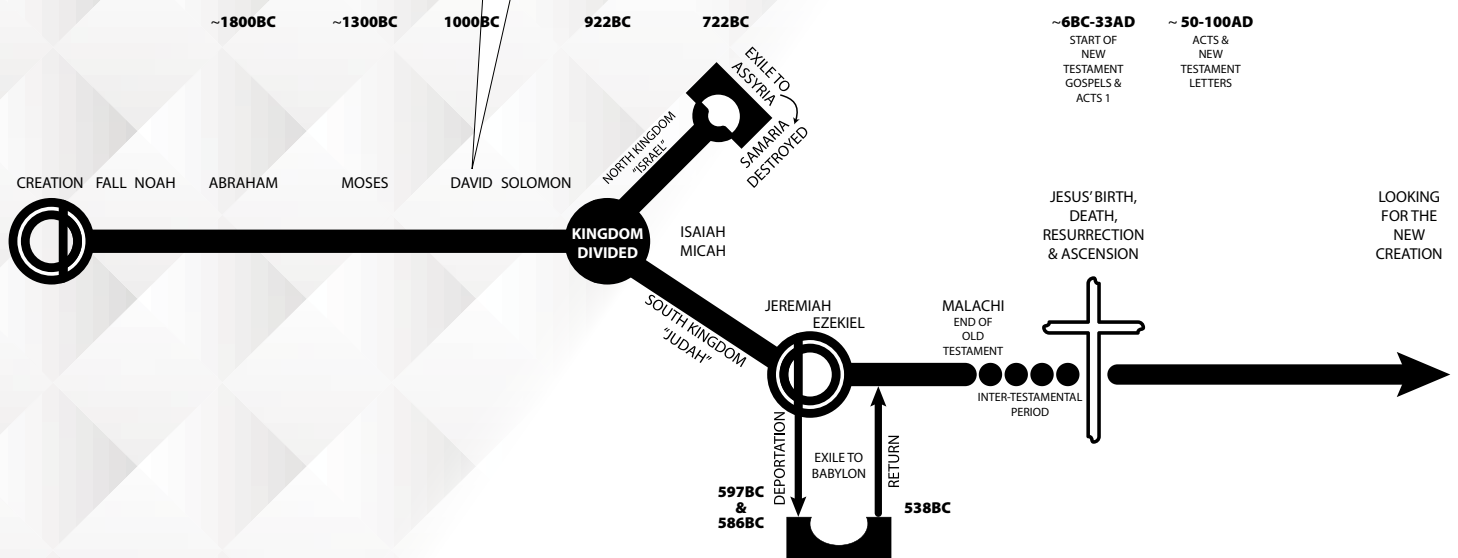 ~1800BC
~1300BC
1000BC
922BC
722BC
~6BC-33AD
START OF
NEW
TESTAMENT
GOSPELS &
ACTS 1
~ 50-100AD
ACTS &
NEW
TESTAMENT
LETTERS
EXILE TO
ASSYRIA
SAMARIA
DESTROYED
NORTH KINGDOM
"ISRAEL"
CREATION FALL NOAH
ABRAHAM
MOSES
DAVID SOLOMON
KINGDOM
DIVIDED
ISAIAH
MICAH
SOUTH KINGDOM
"JUDAH"
JEREMIAH
EZEKIEL
MALACHI
END OF
OLD
TESTAMENT
INTER-TESTAMENTAL
PERIOD
JESUS’ BIRTH,
DEATH,
RESURRECTION
& ASCENSION
LOOKING
FOR THE
NEW
CREATION
DEPORTATION
EXILE TO
BABYLON
RETURN
597BC
&
586BC
538BC